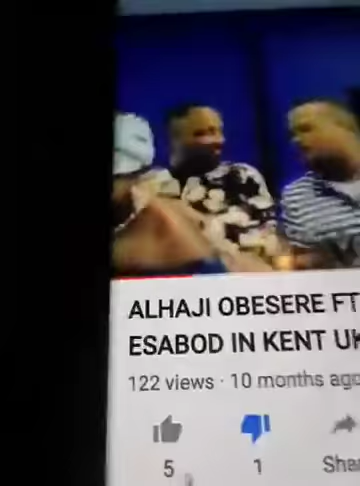 ALHAJI OBESERE FT
ESABOD IN KENT UK
122 views · 10 months ago
5
1
Shar